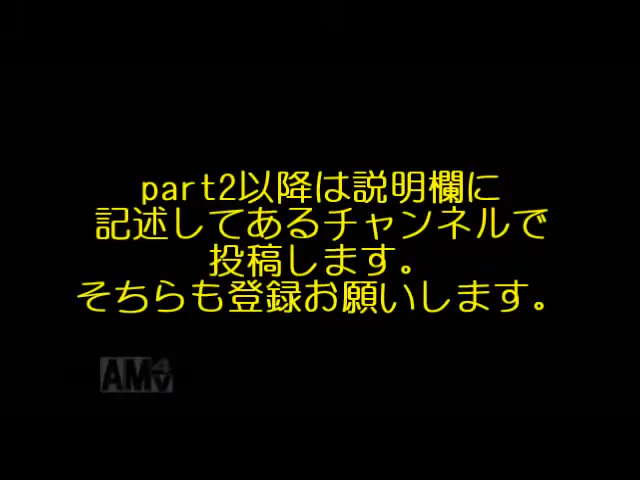 part2以降は説明欄に
記述してあるチャンネルで
投稿します。
そちらも登録お願いします。
AM4V